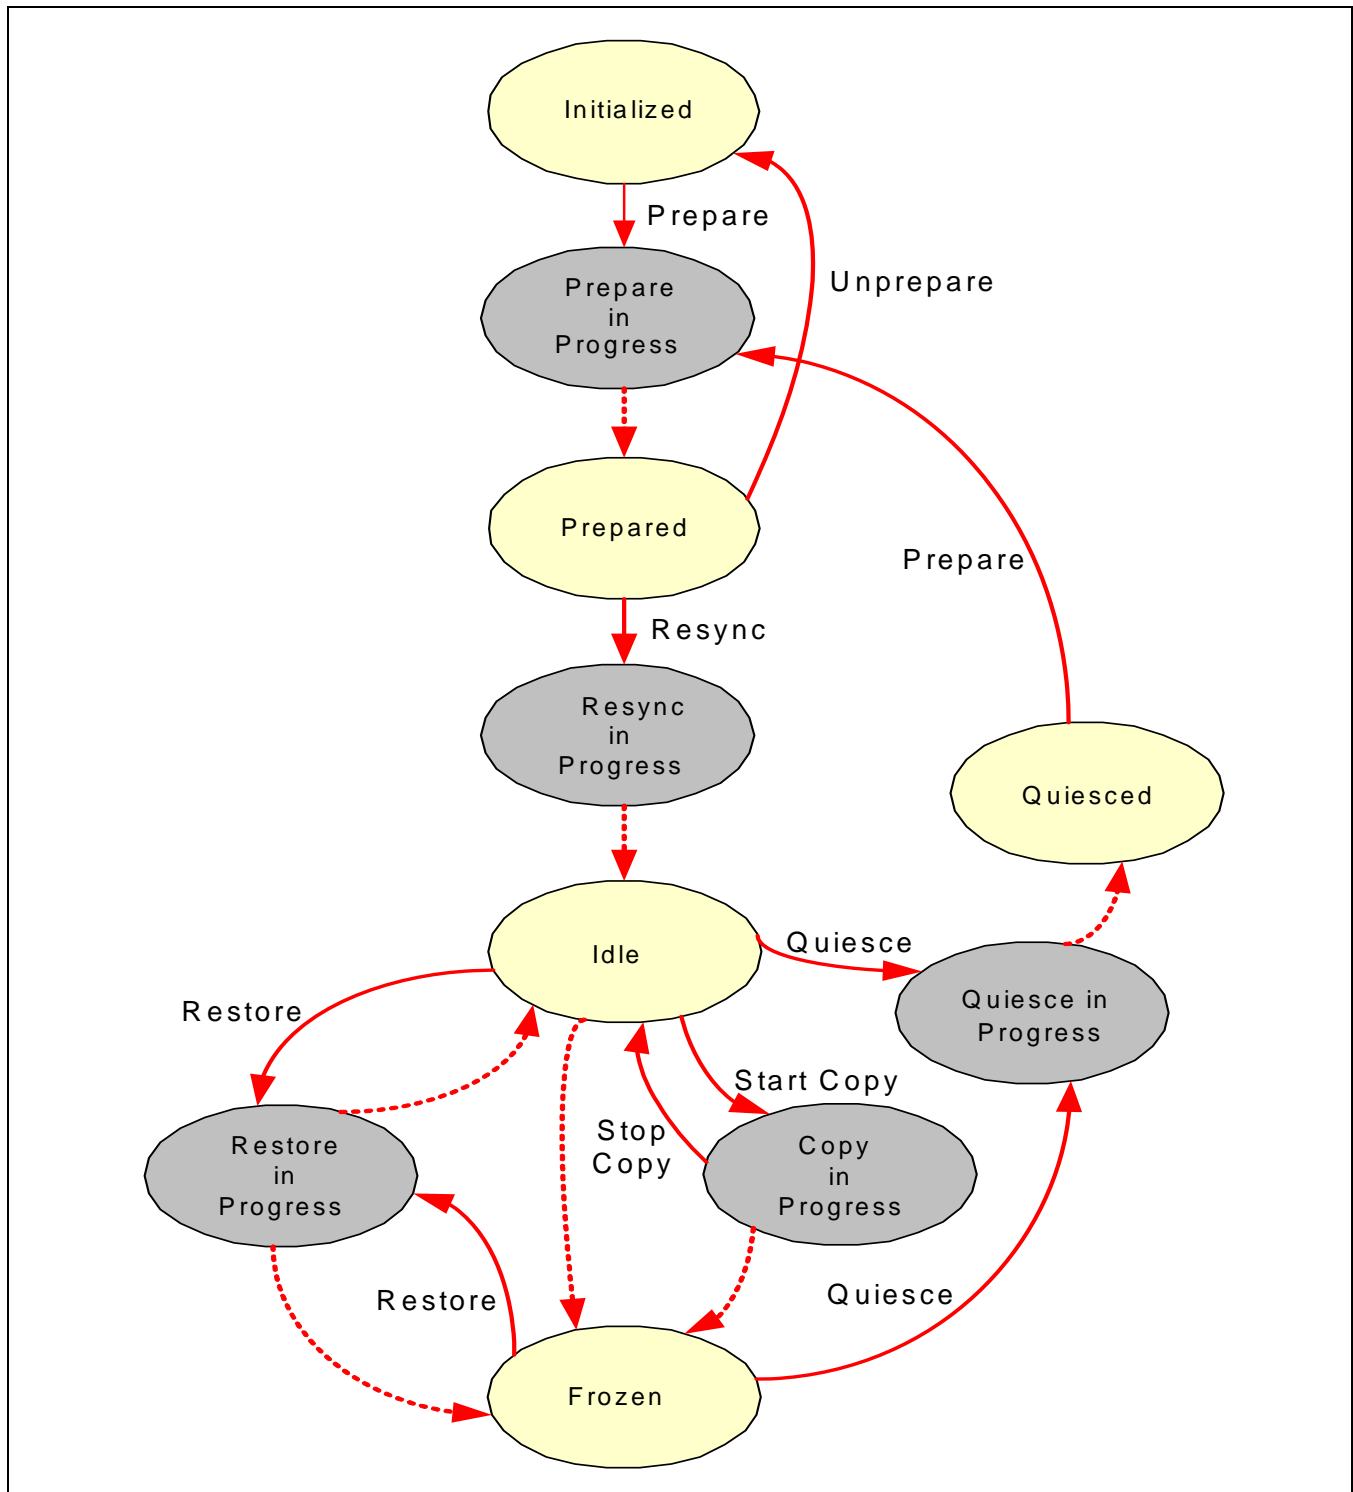 Initialized
Prepare
Unprepare
Prepare
in
Progress
Prepared
Prepare
Resync
Resync
in
Progress
Quiesced
Idle
Quiesce
Quiesce in
Progress
Restore
Start Copy
Stop
Copy
Copy
in
Progress
Restore
in
Progress
Restore
Quiesce
Frozen